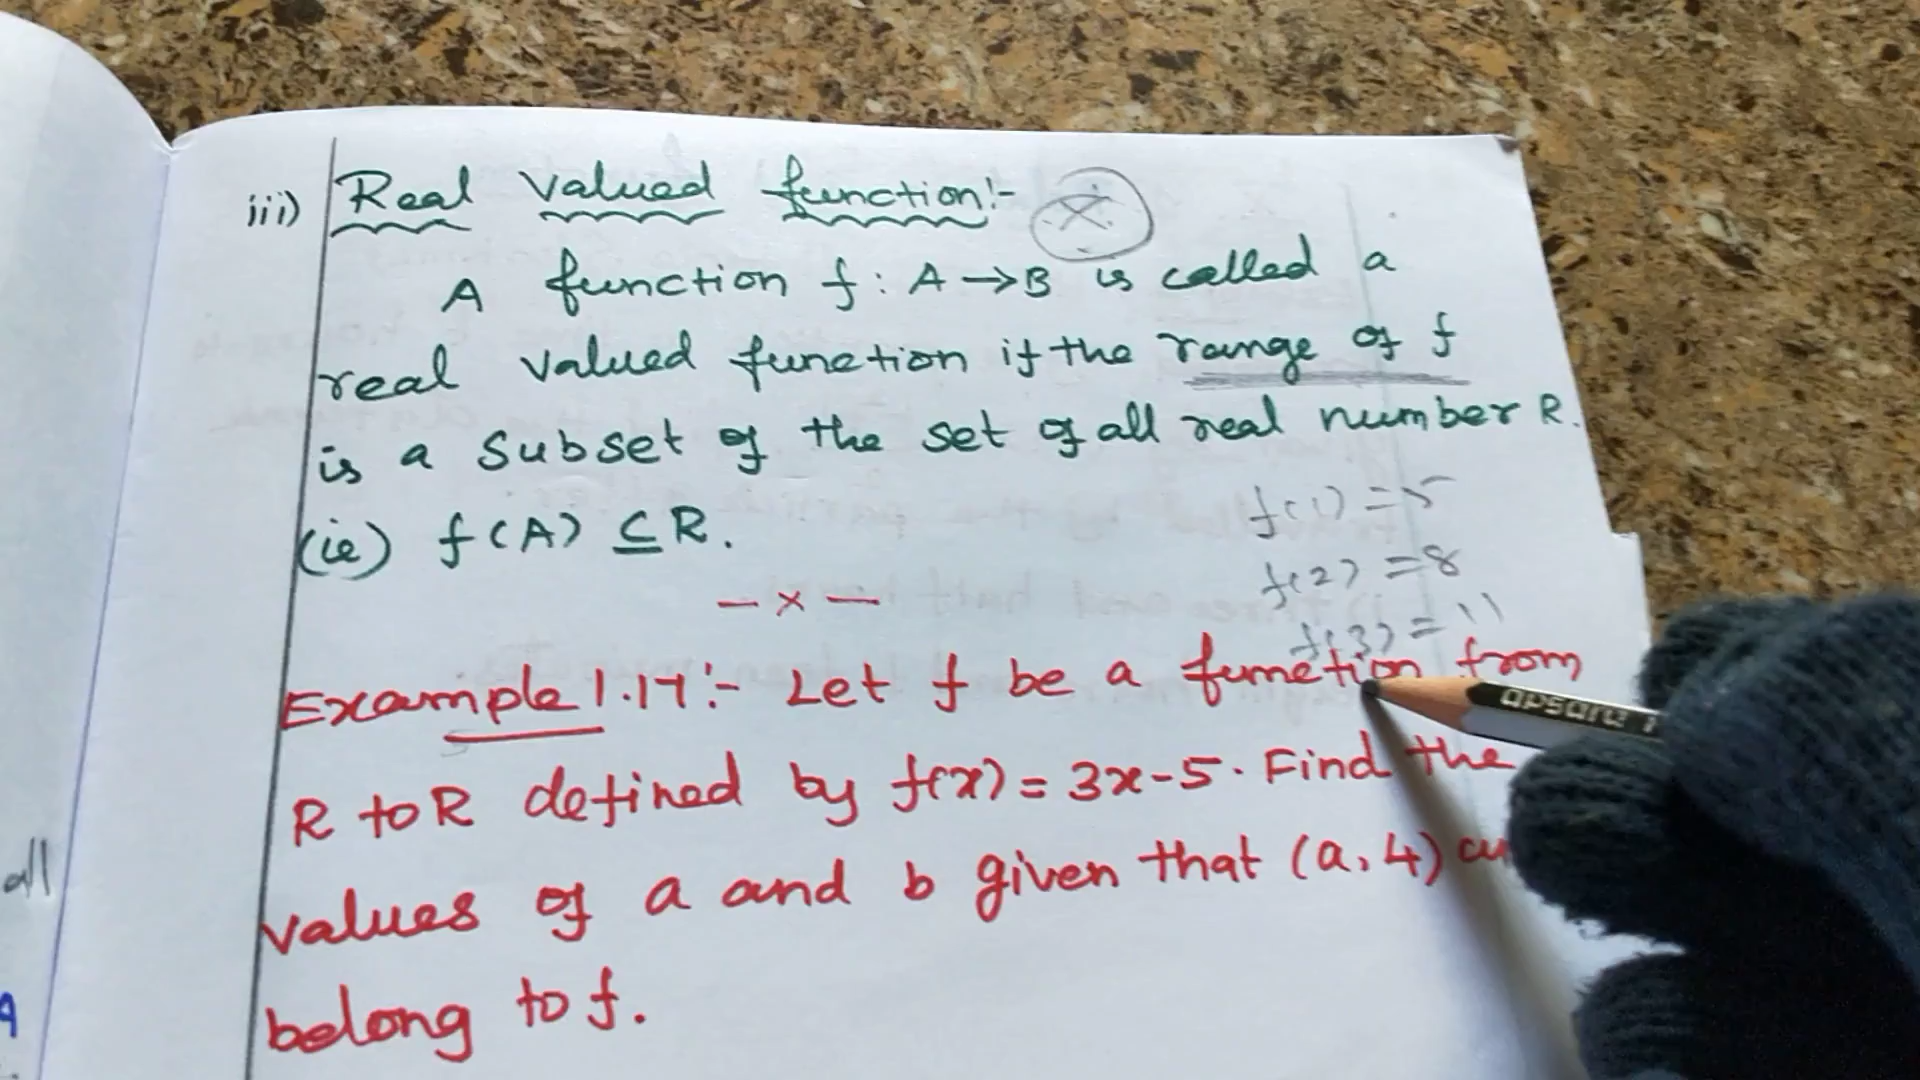 iii) Real valued function:-
A function f : A → B is called a
real valued function if the range of f
is a subset of the set of all real number R.
(ie) f(A) ⊆ R.
f(1) = 5
f(2) = 8
f(3) = 11
— x —
Example 1.17:- Let f be a function from
R to R defined by f(x) = 3x-5. Find the
values of a and b given that (a, 4)
belong to f.
all
apsara